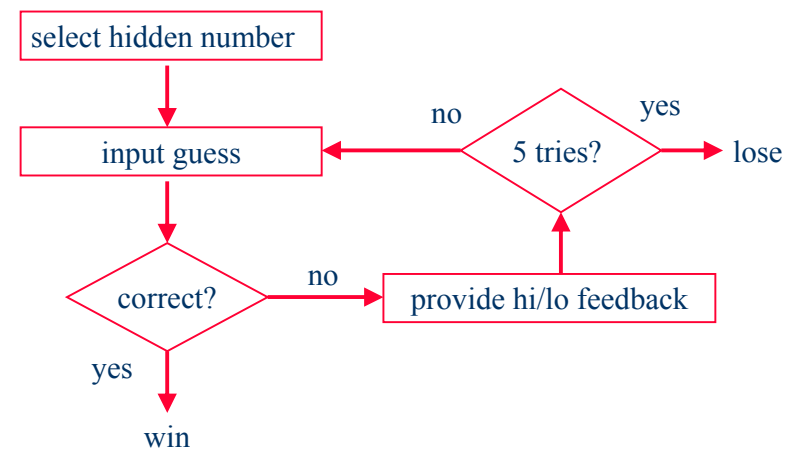 select hidden number
input guess
correct?
yes
win
no
provide hi/lo feedback
5 tries?
no
yes
lose